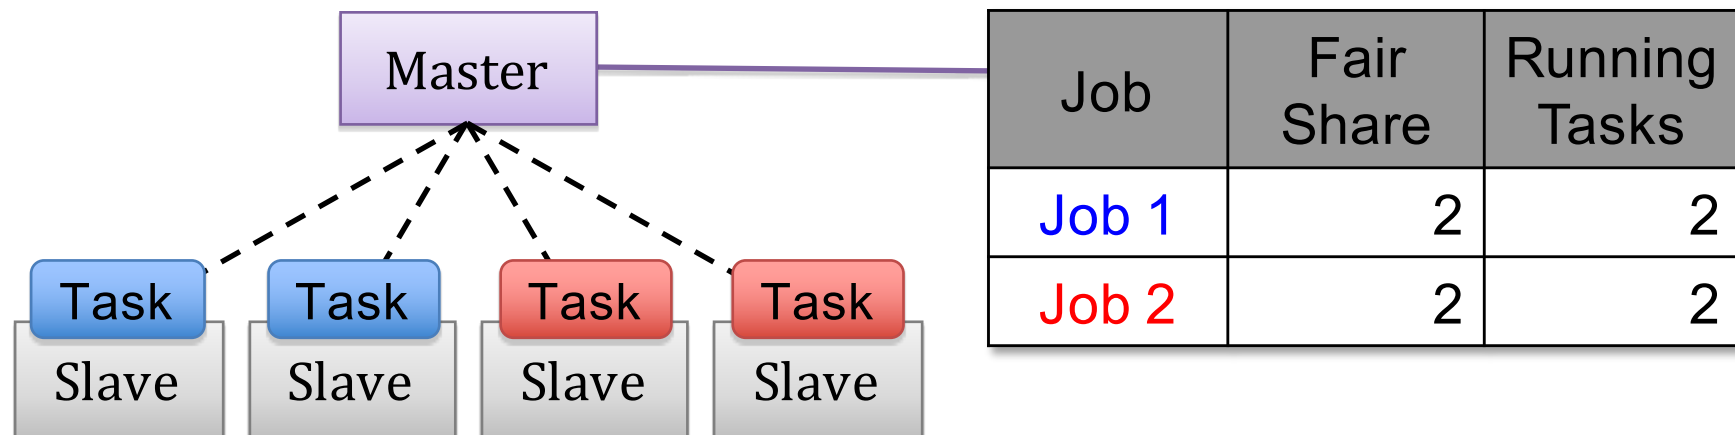 Master
Task Task Task Task
Slave Slave Slave Slave
Job Fair Share Running Tasks
Job 1 2 2
Job 2 2 2